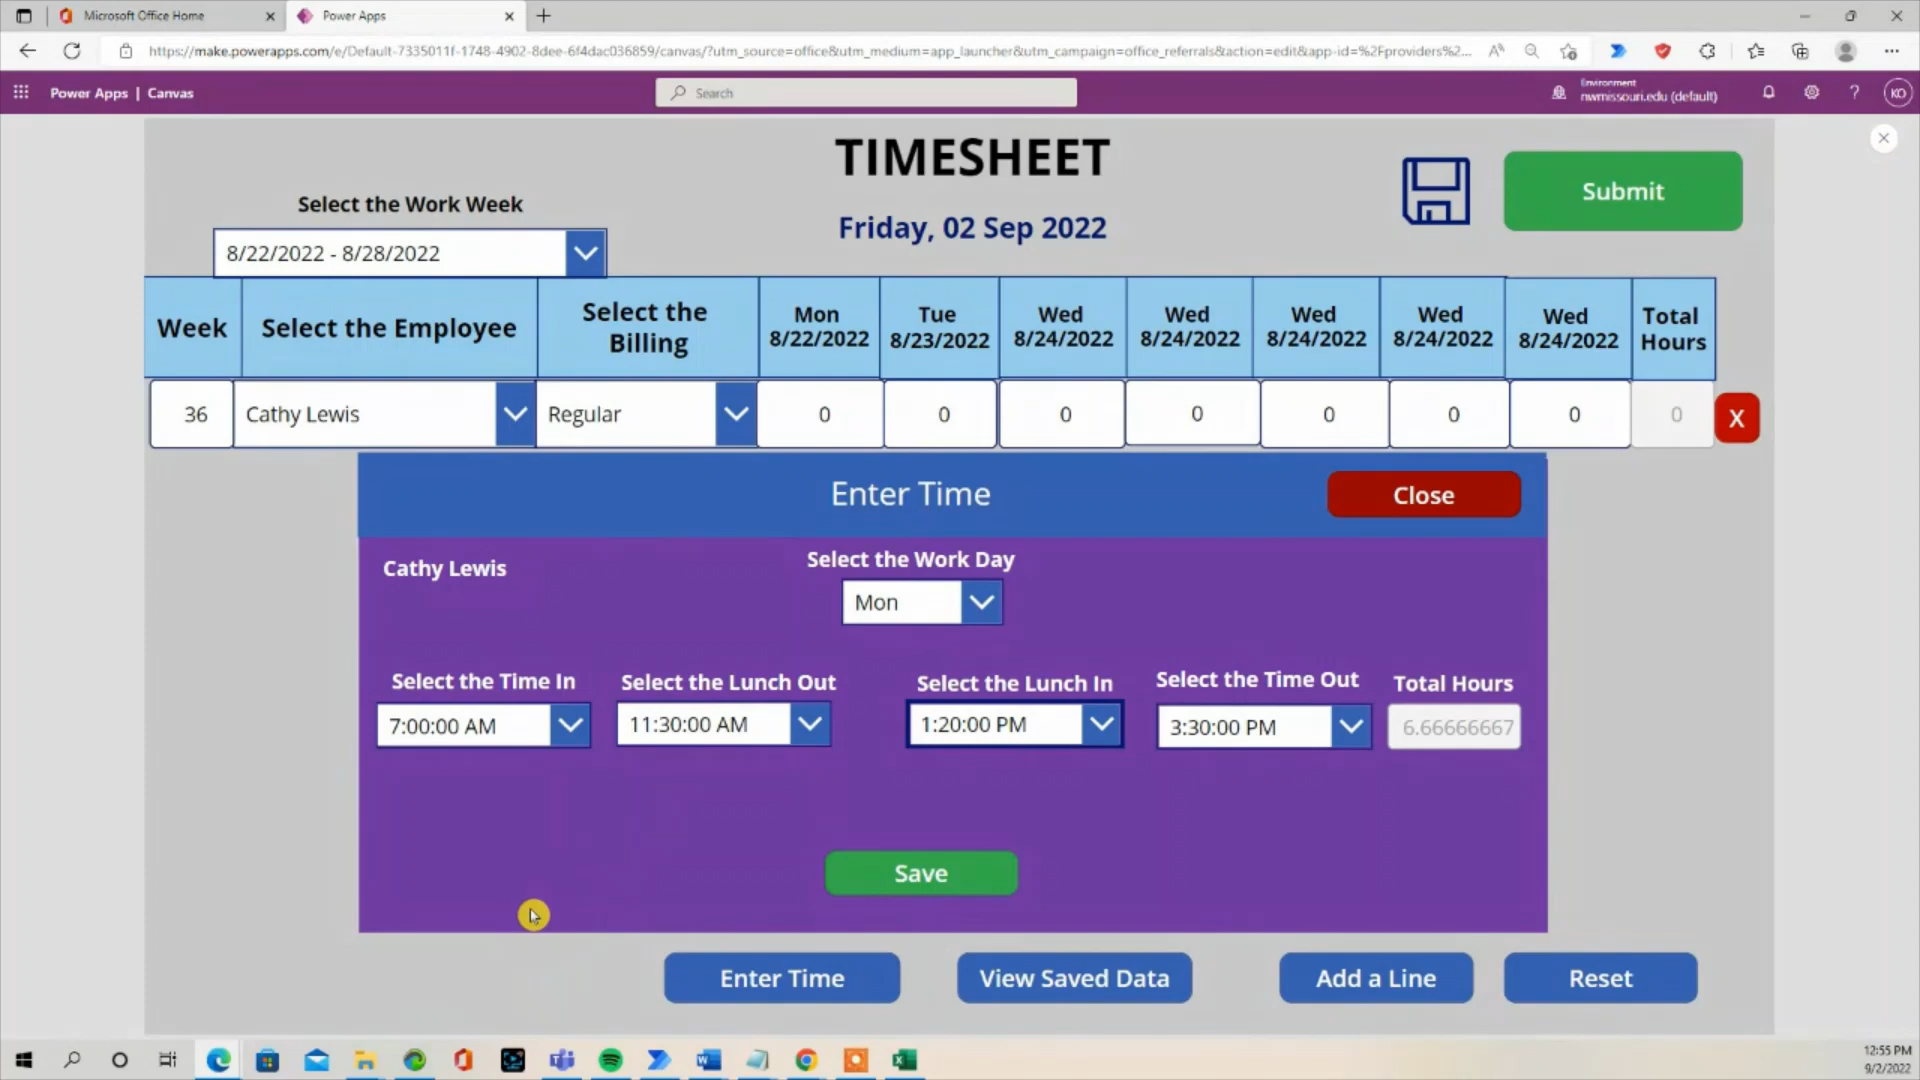 Microsoft Office Home
Power Apps
https://make.powerapps.com/e/Default-7335011f-1748-4902-8dee-6f4dac036859/canvas/?utm_source=office&utm_medium=app_launcher&utm_campaign=office_referrals&action=edit&app-id=%2Fproviders%2...
Power Apps | Canvas
Search
Environment
nwmissouri.edu (default)
KO
TIMESHEET
Submit
Select the Work Week
Friday, 02 Sep 2022
8/22/2022 - 8/28/2022
Week
Select the Employee
Select the Billing
Mon 8/22/2022
Tue 8/23/2022
Wed 8/24/2022
Wed 8/24/2022
Wed 8/24/2022
Wed 8/24/2022
Wed 8/24/2022
Total Hours
36 Cathy Lewis Regular 0 0 0 0 0 0 0 0 X
Enter Time
Close
Cathy Lewis
Select the Work Day
Mon
Select the Time In
Select the Lunch Out
Select the Lunch In
Select the Time Out
Total Hours
7:00:00 AM
11:30:00 AM
1:20:00 PM
3:30:00 PM
6.66666667
Save
Enter Time
View Saved Data
Add a Line
Reset
12:55 PM
9/2/2022